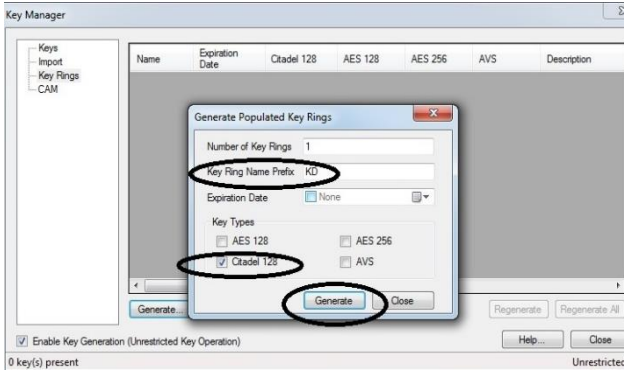 Key Manager
Keys
Import
Key Rings
CAM
Name Expiration Date Citadel 128 AES 128 AES 256 AVS Description
Generate Populated Key Rings
Number of Key Rings 1
Key Ring Name Prefix KD
Expiration Date None
Key Types
AES 128 AES 256
Citadel 128 AVS
Generate Close
Generate... Regenerate Regenerate All
Enable Key Generation (Unrestricted Key Operation) Help... Close
0 key(s) present Unrestricted